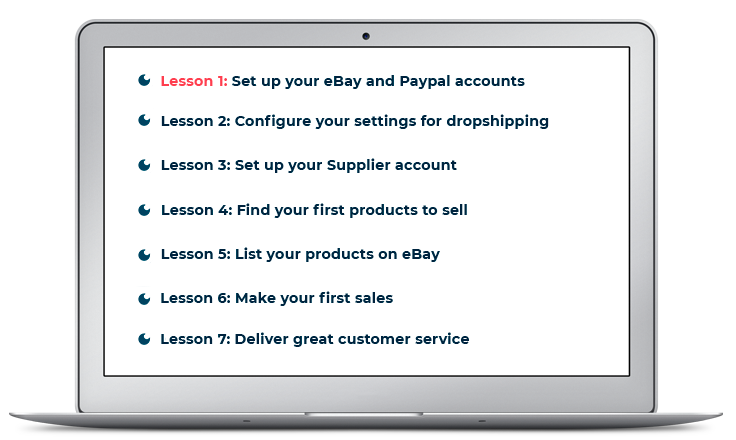 Lesson 1: Set up your eBay and Paypal accounts
Lesson 2: Configure your settings for dropshipping
Lesson 3: Set up your Supplier account
Lesson 4: Find your first products to sell
Lesson 5: List your products on eBay
Lesson 6: Make your first sales
Lesson 7: Deliver great customer service